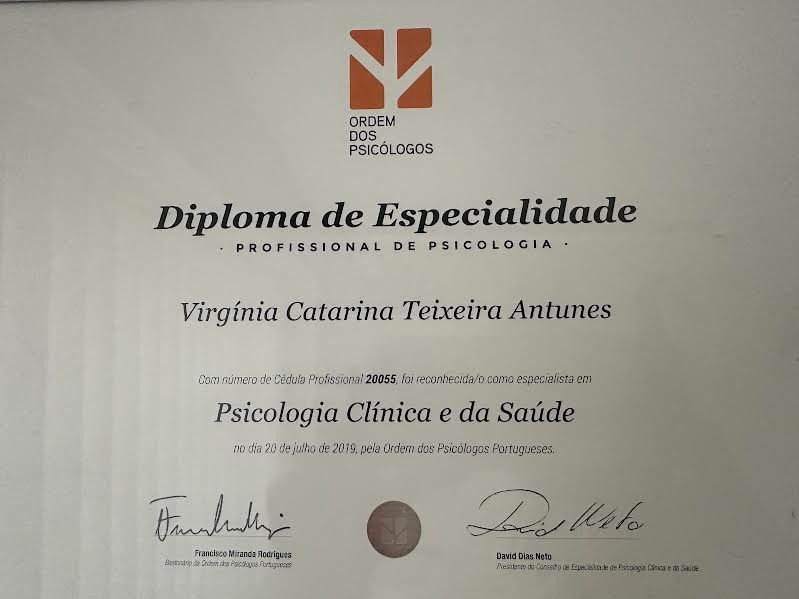 ORDEM
DOS
PSICÓLOGOS
Diploma de Especialidade
· PROFISSIONAL DE PSICOLOGIA ·
Virgínia Catarina Teixeira Antunes
Com número de Cédula Profissional 20055, foi reconhecida/o como especialista em
Psicologia Clínica e da Saúde
no dia 20 de julho de 2019, pela Ordem dos Psicólogos Portugueses.
David Neto
Francisco Miranda Rodrigues
Bastonário da Ordem dos Psicólogos Portugueses
David Dias Neto
Presidente do Conselho de Especialidade de Psicologia Clínica e da Saúde